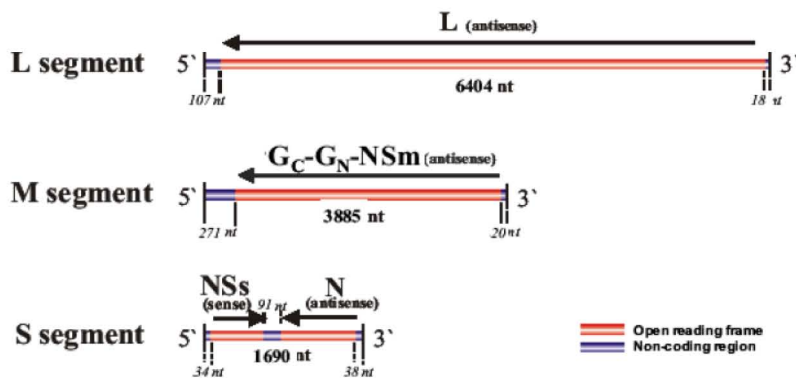 L (antisense)
L segment 5` 3`
6404 nt
107 nt 18 nt
G_C-G_N-NSm (antisense)
M segment 5` 3`
3885 nt
271 nt 20 nt
NSs N
(sense) 91 nt (antisense)
S segment 5` 3`
1690 nt
34 nt 38 nt
Open reading frame
Non-coding region